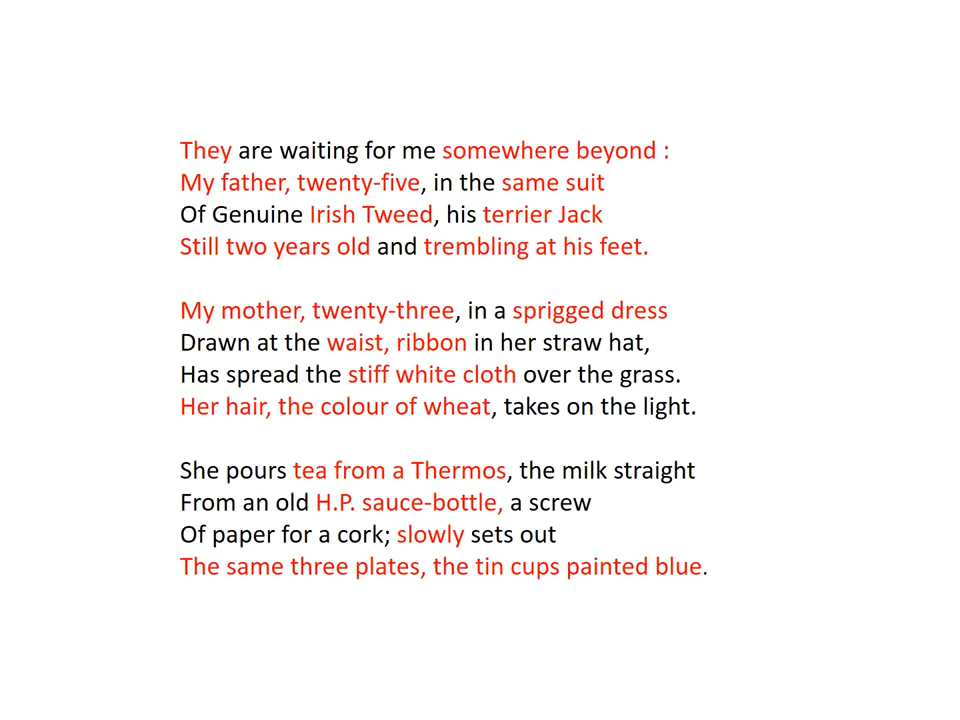 They are waiting for me somewhere beyond :
My father, twenty-five, in the same suit
Of Genuine Irish Tweed, his terrier Jack
Still two years old and trembling at his feet.
My mother, twenty-three, in a sprigged dress
Drawn at the waist, ribbon in her straw hat,
Has spread the stiff white cloth over the grass.
Her hair, the colour of wheat, takes on the light.
She pours tea from a Thermos, the milk straight
From an old H.P. sauce-bottle, a screw
Of paper for a cork; slowly sets out
The same three plates, the tin cups painted blue.